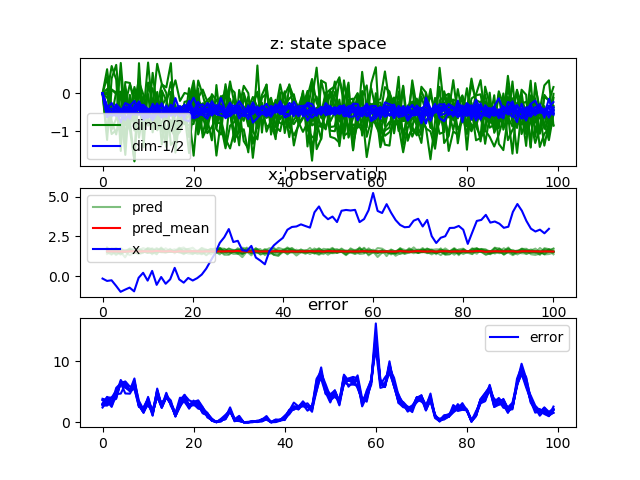 z: state space
0
−1
dim-0/2
dim-1/2
0 20 40 60 80 100
x: observation
5.0
2.5
0.0
pred
pred_mean
x
0 20 40 60 80 100
error
10
0
error
0 20 40 60 80 100